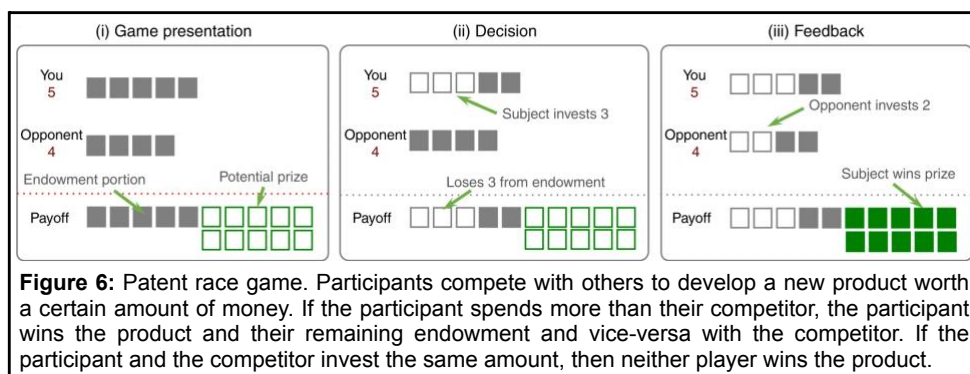 (i) Game presentation
You
5
Opponent
4
Endowment portion
Potential prize
Payoff
(ii) Decision
You
5
Subject invests 3
Opponent
4
Loses 3 from endowment
Payoff
(iii) Feedback
You
5
Opponent invests 2
Opponent
4
Subject wins prize
Payoff
Figure 6: Patent race game. Participants compete with others to develop a new product worth
a certain amount of money. If the participant spends more than their competitor, the participant
wins the product and their remaining endowment and vice-versa with the competitor. If the
participant and the competitor invest the same amount, then neither player wins the product.